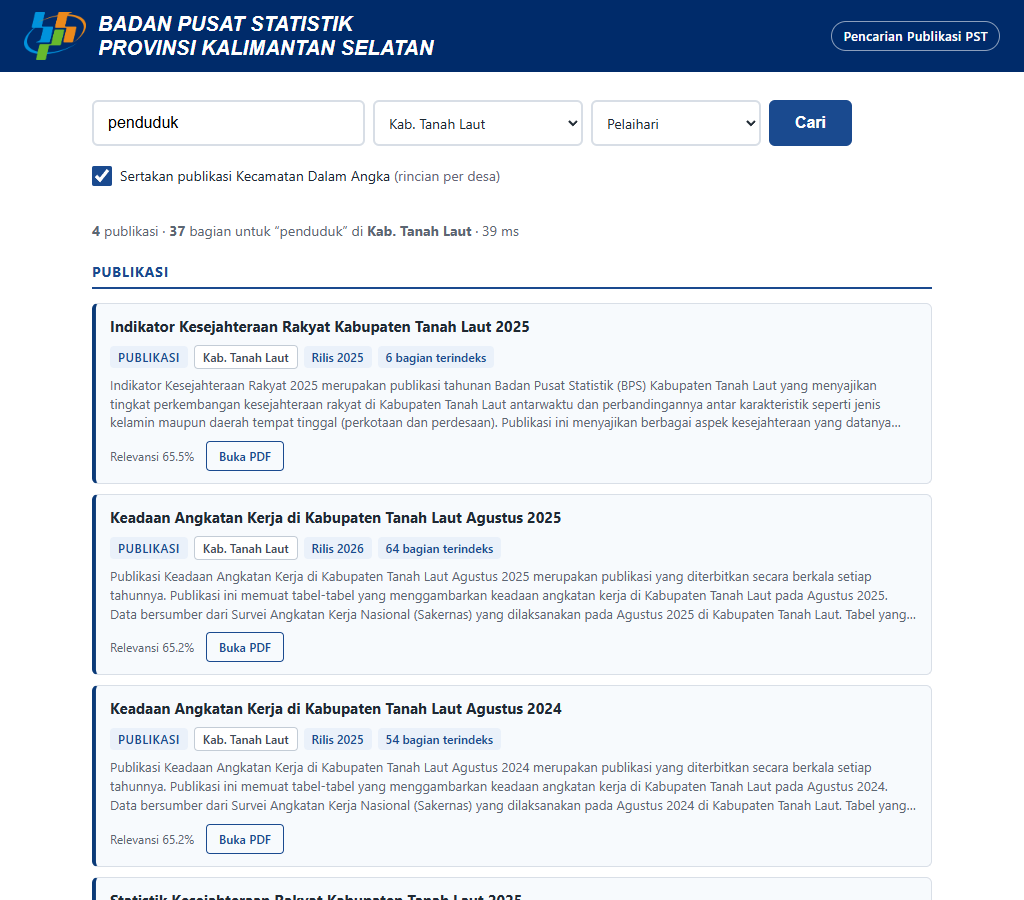 BADAN PUSAT STATISTIK
PROVINSI KALIMANTAN SELATAN
Pencarian Publikasi PST
penduduk
Kab. Tanah Laut
Pelaihari
Cari
Sertakan publikasi Kecamatan Dalam Angka (rincian per desa)
4 publikasi · 37 bagian untuk “penduduk” di Kab. Tanah Laut · 39 ms
PUBLIKASI
Indikator Kesejahteraan Rakyat Kabupaten Tanah Laut 2025
PUBLIKASI Kab. Tanah Laut Rilis 2025 6 bagian terindeks
Indikator Kesejahteraan Rakyat 2025 merupakan publikasi tahunan Badan Pusat Statistik (BPS) Kabupaten Tanah Laut yang menyajikan
tingkat perkembangan kesejahteraan rakyat di Kabupaten Tanah Laut antarwaktu dan perbandingannya antar karakteristik seperti jenis
kelamin maupun daerah tempat tinggal (perkotaan dan perdesaan). Publikasi ini menyajikan berbagai aspek kesejahteraan yang datanya...
Relevansi 65.5% Buka PDF
Keadaan Angkatan Kerja di Kabupaten Tanah Laut Agustus 2025
PUBLIKASI Kab. Tanah Laut Rilis 2026 64 bagian terindeks
Publikasi Keadaan Angkatan Kerja di Kabupaten Tanah Laut Agustus 2025 merupakan publikasi yang diterbitkan secara berkala setiap
tahunnya. Publikasi ini memuat tabel-tabel yang menggambarkan keadaan angkatan kerja di Kabupaten Tanah Laut pada Agustus 2025.
Data bersumber dari Survei Angkatan Kerja Nasional (Sakernas) yang dilaksanakan pada Agustus 2025 di Kabupaten Tanah Laut. Tabel yang...
Relevansi 65.2% Buka PDF
Keadaan Angkatan Kerja di Kabupaten Tanah Laut Agustus 2024
PUBLIKASI Kab. Tanah Laut Rilis 2025 54 bagian terindeks
Publikasi Keadaan Angkatan Kerja di Kabupaten Tanah Laut Agustus 2024 merupakan publikasi yang diterbitkan secara berkala setiap
tahunnya. Publikasi ini memuat tabel-tabel yang menggambarkan keadaan angkatan kerja di Kabupaten Tanah Laut pada Agustus 2024.
Data bersumber dari Survei Angkatan Kerja Nasional (Sakernas) yang dilaksanakan pada Agustus 2024 di Kabupaten Tanah Laut. Tabel yang...
Relevansi 65.2% Buka PDF
Statistik Kesejahteraan Rakyat Kabupaten Tanah Laut 2025